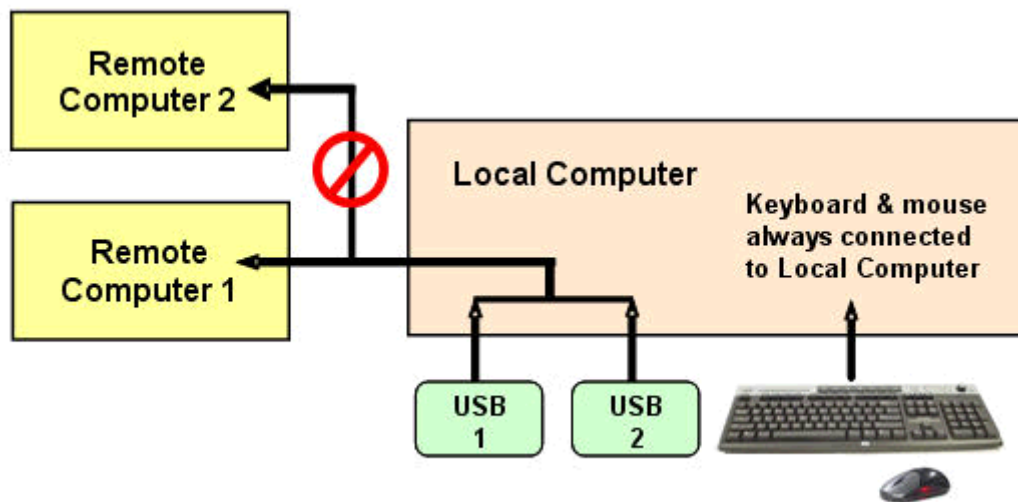 Remote
Computer 2
Local Computer
Keyboard & mouse
always connected
to Local Computer
Remote
Computer 1
USB
1
USB
2